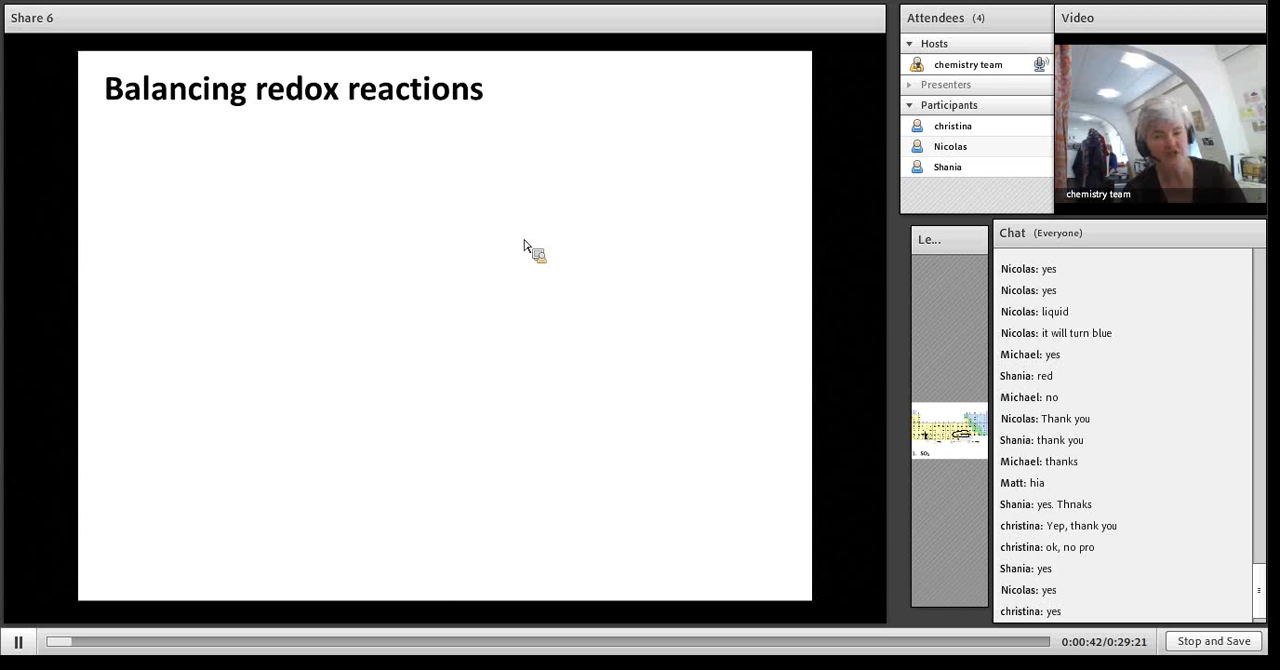 Share 6
Balancing redox reactions
Attendees (4)
Hosts
chemistry team
Presenters
Participants
christina
Nicolas
Shania
Video
chemistry team
Le...
SO₂
Chat (Everyone)
Nicolas: yes
Nicolas: yes
Nicolas: liquid
Nicolas: it will turn blue
Michael: yes
Shania: red
Michael: no
Nicolas: Thank you
Shania: thank you
Michael: thanks
Matt: hia
Shania: yes. Thnaks
christina: Yep, thank you
christina: ok, no pro
Shania: yes
Nicolas: yes
christina: yes
0:00:42/0:29:21
Stop and Save